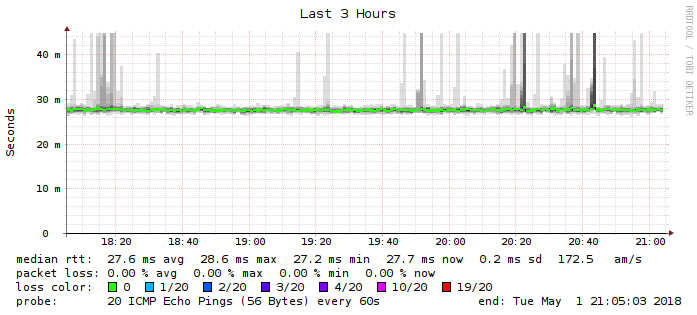 Last 3 Hours
RRDTOOL / TOBI OETIKER
Seconds
40 m
30 m
20 m
10 m
0
18:20 18:40 19:00 19:20 19:40 20:00 20:20 20:40 21:00
median rtt: 27.6 ms avg 28.6 ms max 27.2 ms min 27.7 ms now 0.2 ms sd 172.5 am/s
packet loss: 0.00 % avg 0.00 % max 0.00 % min 0.00 % now
loss color: 0 1/20 2/20 3/20 4/20 10/20 19/20
probe: 20 ICMP Echo Pings (56 Bytes) every 60s end: Tue May 1 21:05:03 2018